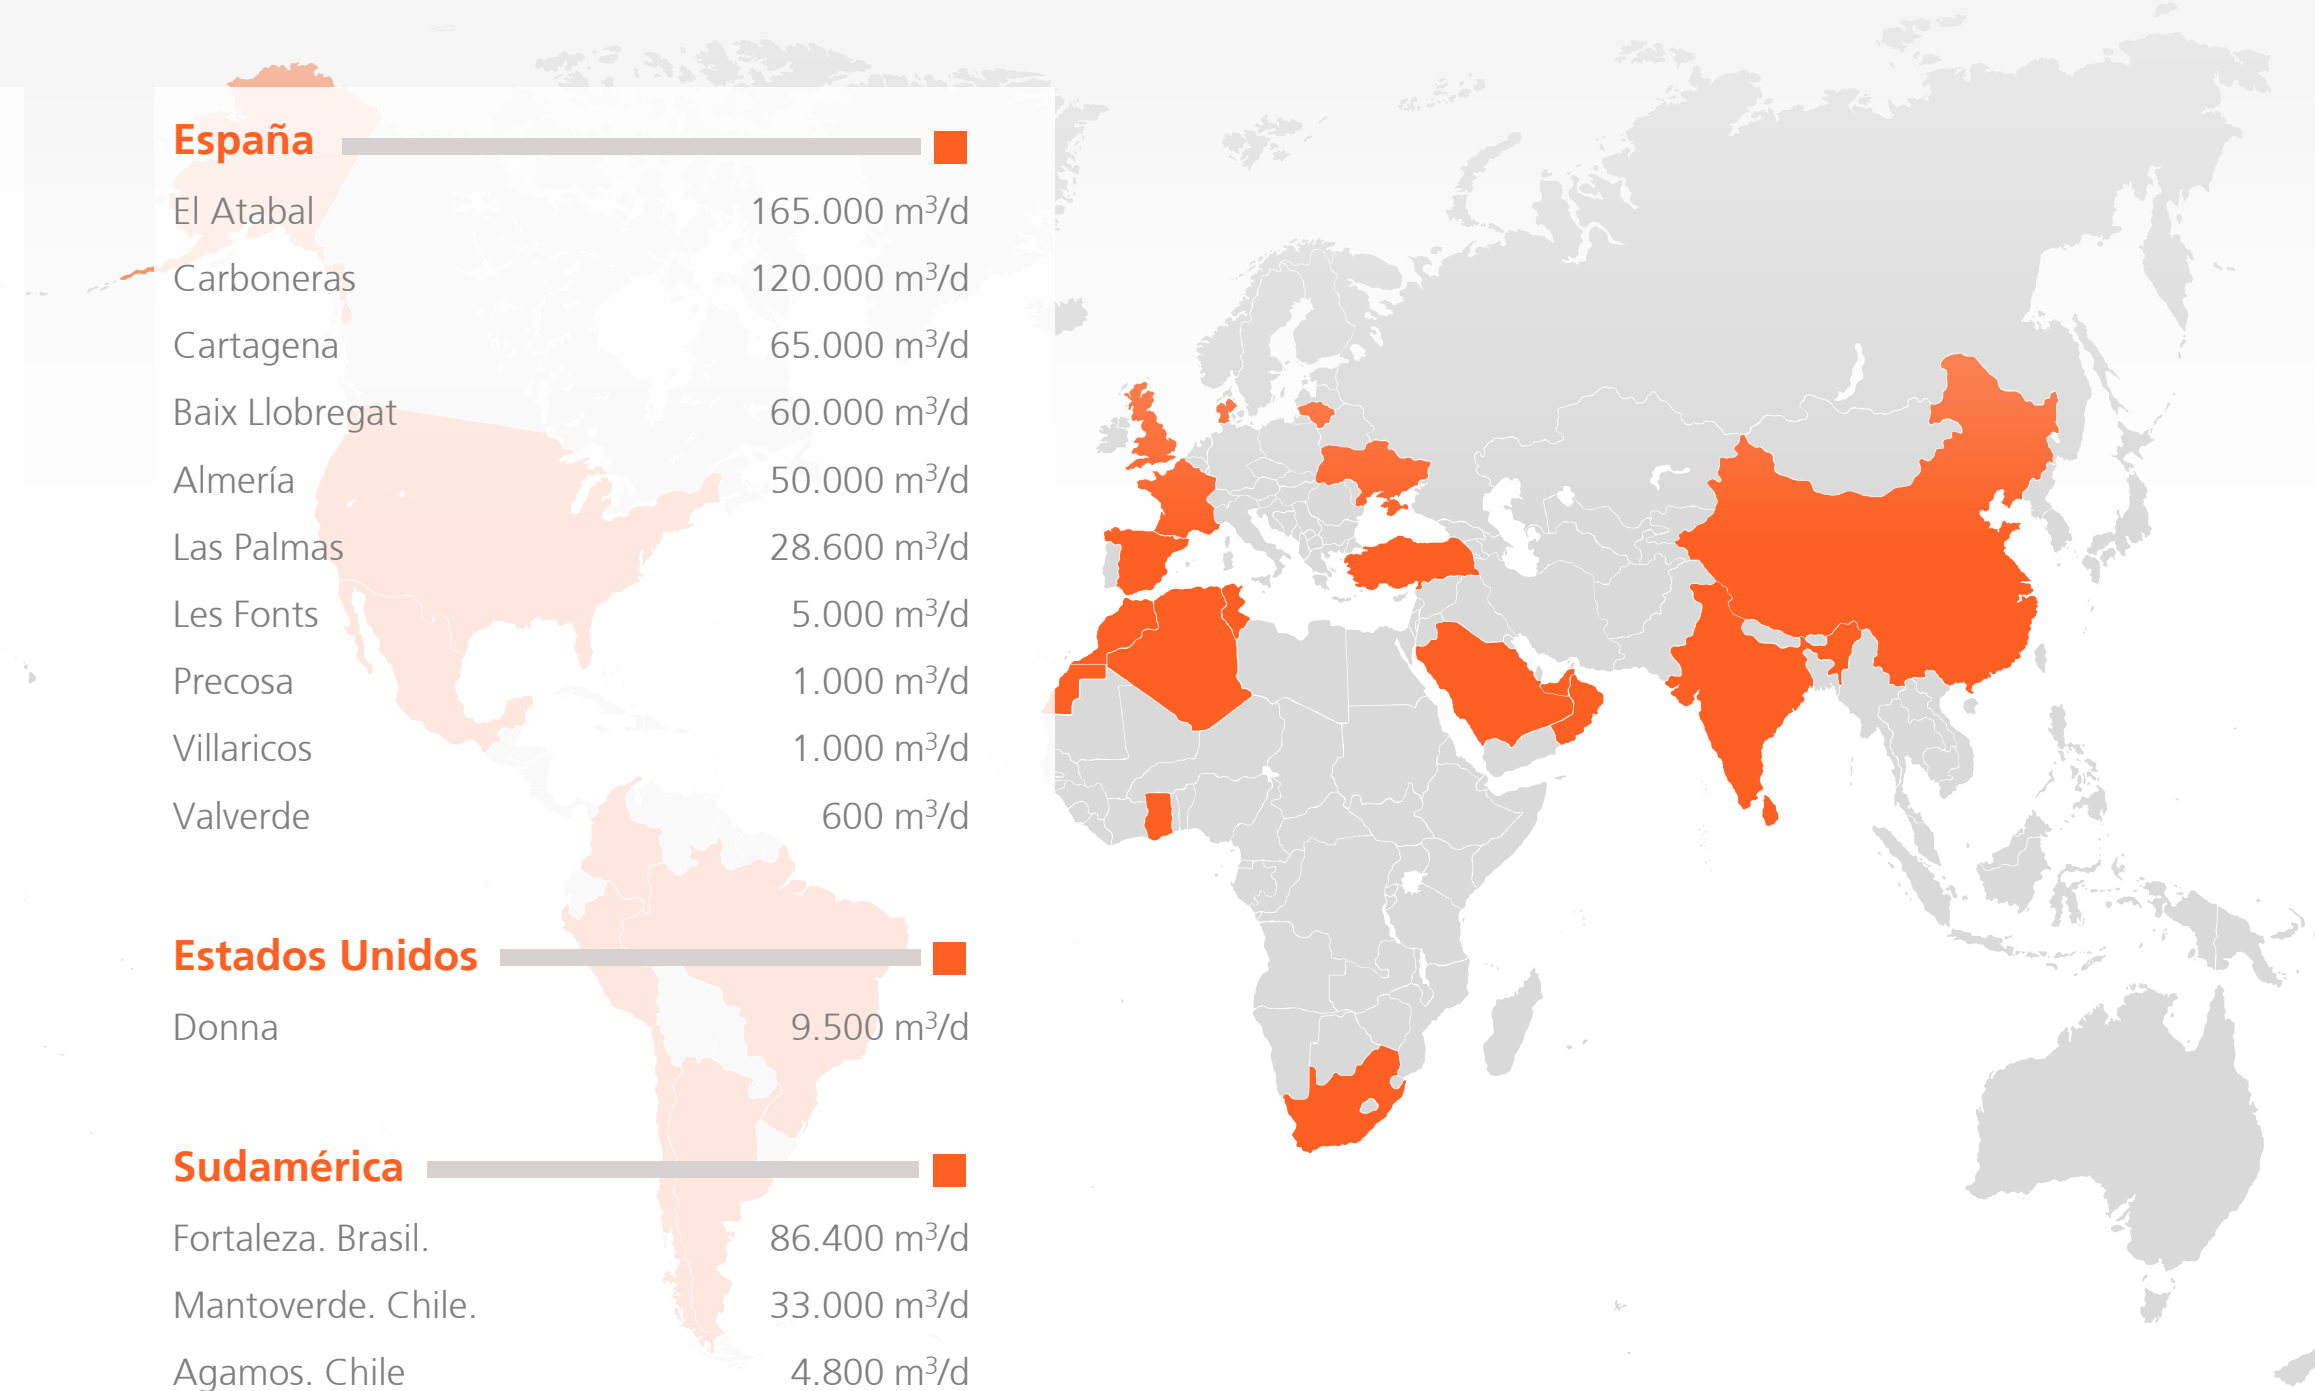 España
El Atabal 165.000 m³/d
Carboneras 120.000 m³/d
Cartagena 65.000 m³/d
Baix Llobregat 60.000 m³/d
Almería 50.000 m³/d
Las Palmas 28.600 m³/d
Les Fonts 5.000 m³/d
Precosa 1.000 m³/d
Villaricos 1.000 m³/d
Valverde 600 m³/d
Estados Unidos
Donna 9.500 m³/d
Sudamérica
Fortaleza. Brasil. 86.400 m³/d
Mantoverde. Chile. 33.000 m³/d
Agamos. Chile 4.800 m³/d